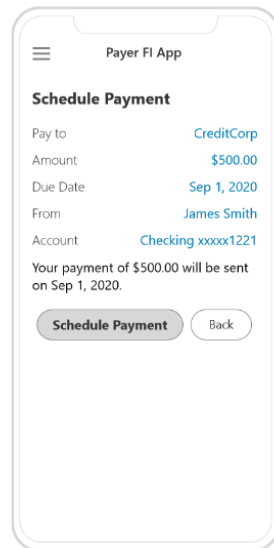 Payer FI App
Schedule Payment
Pay to CreditCorp
Amount $500.00
Due Date Sep 1, 2020
From James Smith
Account Checking xxxxx1221
Your payment of $500.00 will be sent
on Sep 1, 2020.
Schedule Payment Back